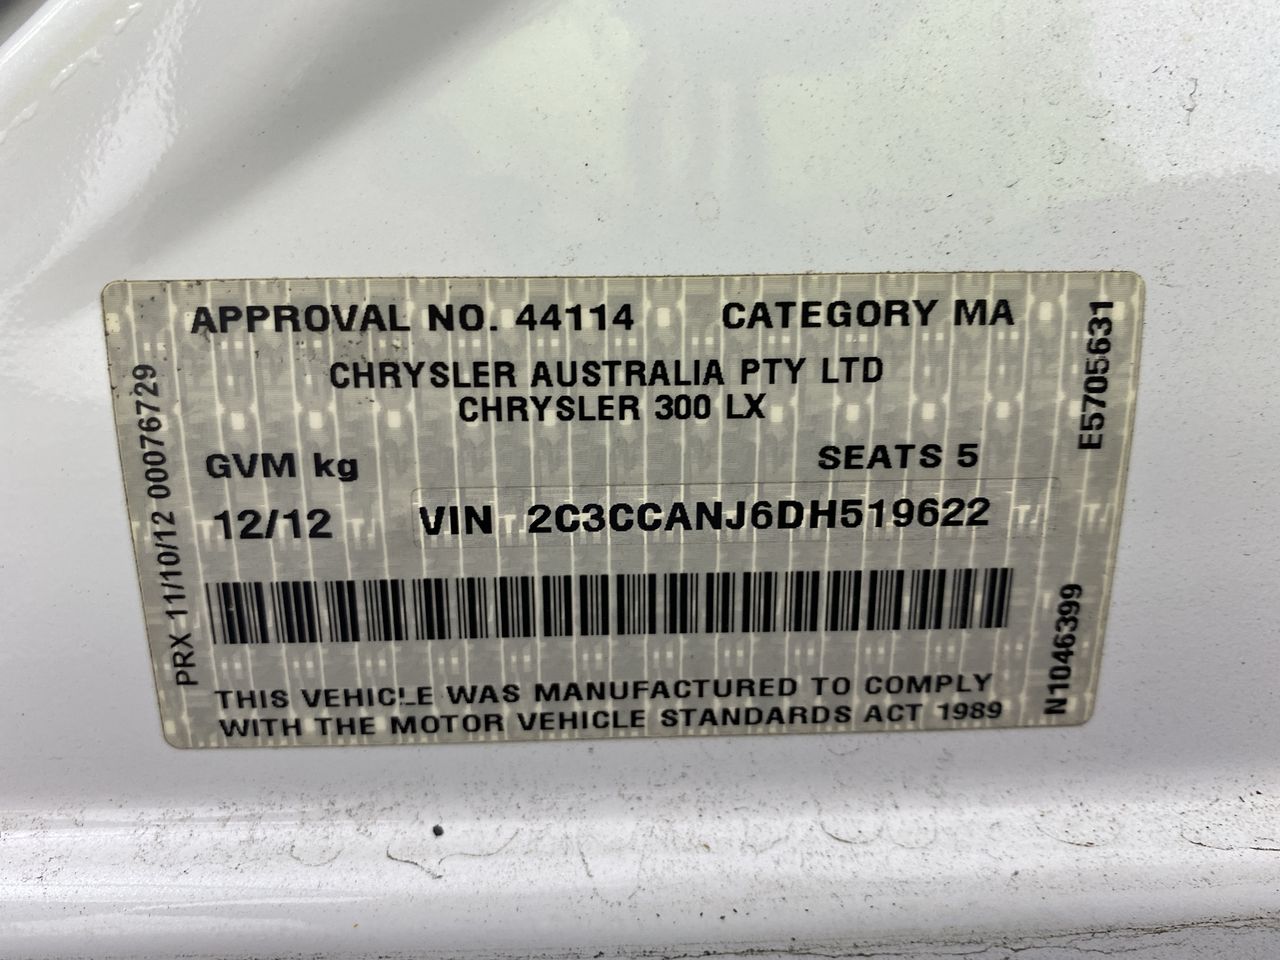 APPROVAL NO. 44114 CATEGORY MA
CHRYSLER AUSTRALIA PTY LTD
CHRYSLER 300 LX
GVM kg SEATS 5
12/12 VIN 2C3CCANJ6DH519622
THIS VEHICLE WAS MANUFACTURED TO COMPLY
WITH THE MOTOR VEHICLE STANDARDS ACT 1989
PRX 11/10/12 00076729
E5705631
N1046399